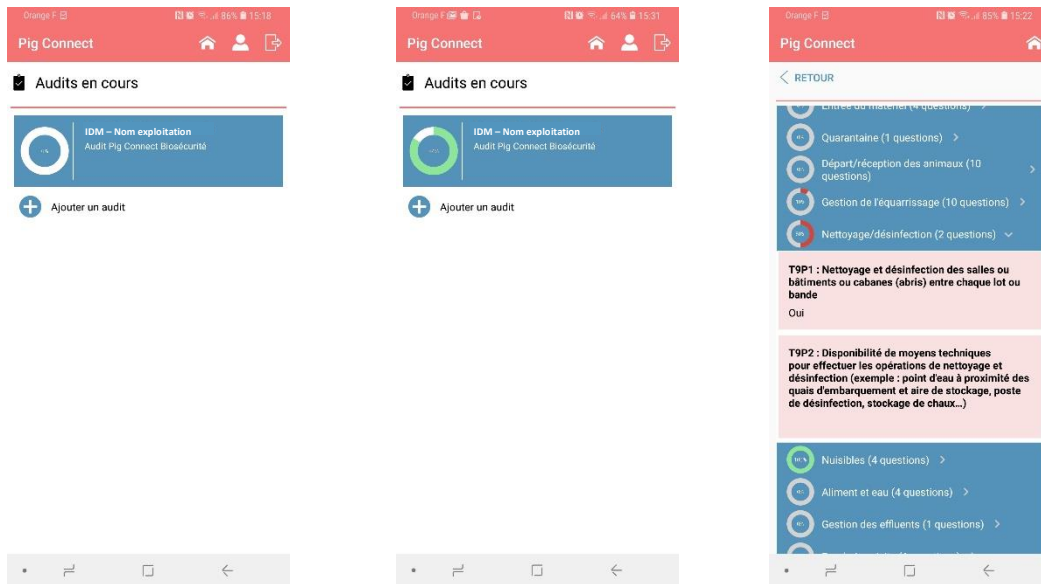 Orange F 86% 15:18
Pig Connect
Audits en cours
IDM – Nom exploitation
Audit Pig Connect Biosécurité
Ajouter un audit
Orange F 64% 15:31
Pig Connect
Audits en cours
IDM – Nom exploitation
Audit Pig Connect Biosécurité
Ajouter un audit
Orange F 85% 15:22
Pig Connect
RETOUR
Entrée du matériel (4 questions)
Quarantaine (1 questions)
Départ/réception des animaux (10
questions)
Gestion de l'équarrissage (10 questions)
Nettoyage/désinfection (2 questions)
T9P1 : Nettoyage et désinfection des salles ou
bâtiments ou cabanes (abris) entre chaque lot ou
bande
Oui
T9P2 : Disponibilité de moyens techniques
pour effectuer les opérations de nettoyage et
désinfection (exemple : point d'eau à proximité des
quais d'embarquement et aire de stockage, poste
de désinfection, stockage de chaux...)
Nuisibles (4 questions)
Aliment et eau (4 questions)
Gestion des effluents (1 questions)